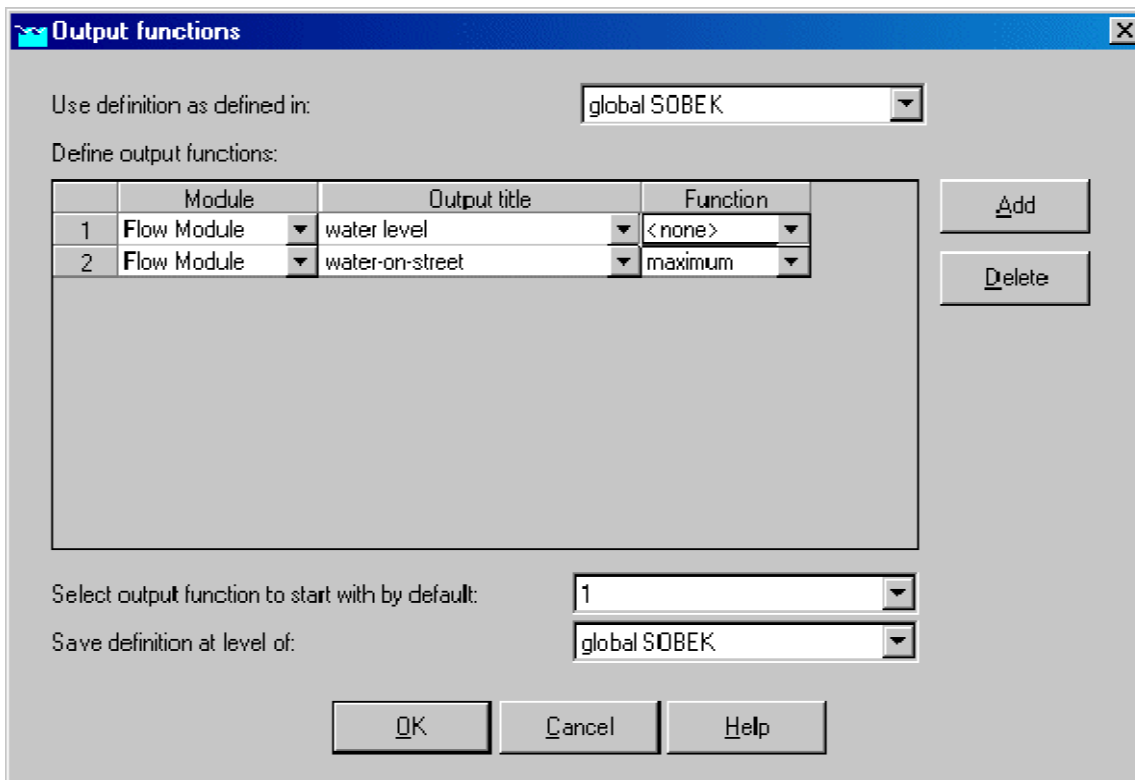 Output functions
Use definition as defined in: global SOBEK
Define output functions:
Module Output title Function
1 Flow Module water level <none>
2 Flow Module water-on-street maximum
Add
Delete
Select output function to start with by default: 1
Save definition at level of: global SOBEK
OK Cancel Help